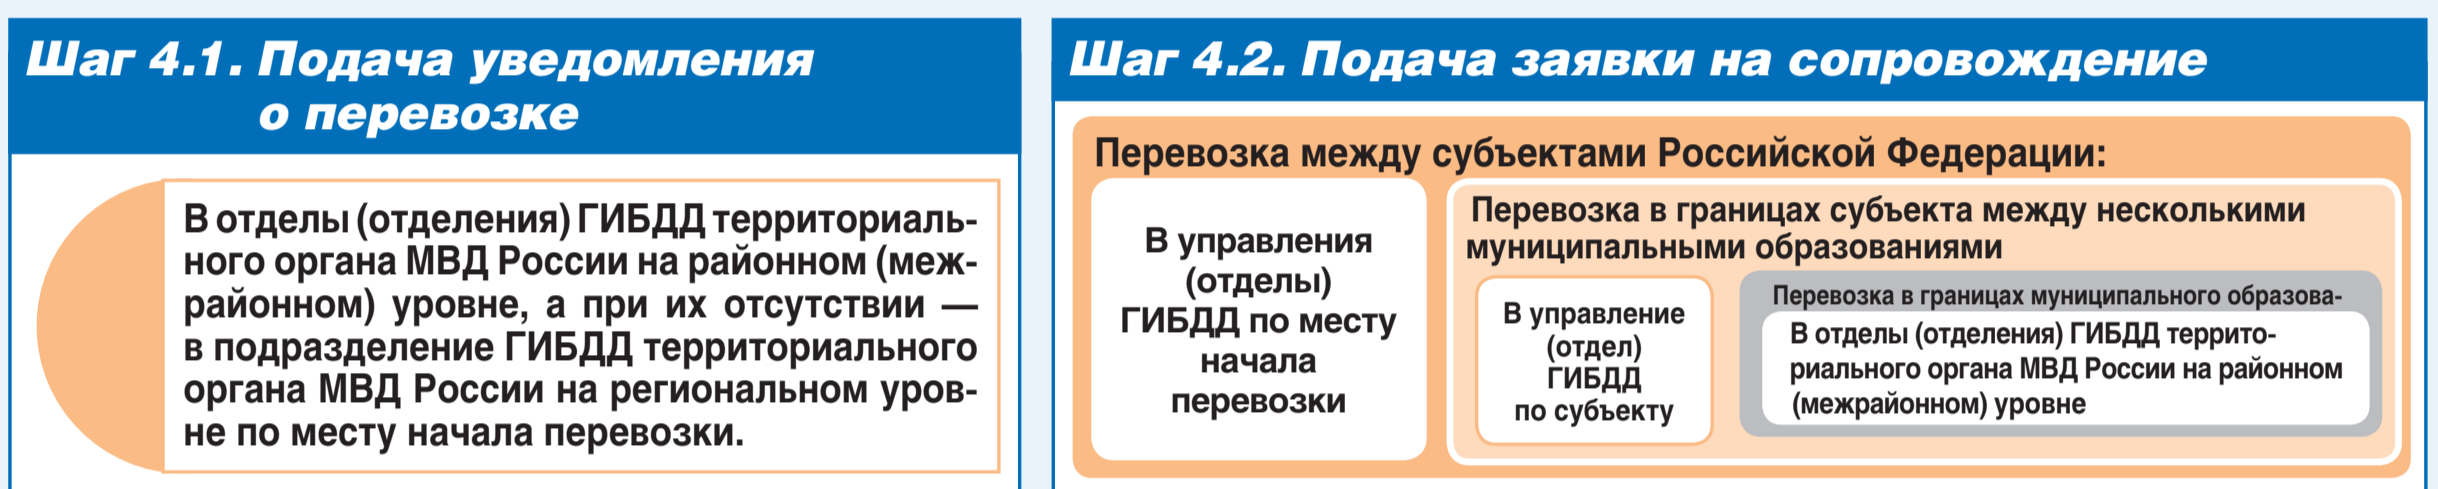 Шаг 4.1. Подача уведомления
о перевозке
В отделы (отделения) ГИБДД территориаль-
ного органа МВД России на районном (меж-
районном) уровне, а при их отсутствии —
в подразделение ГИБДД территориального
органа МВД России на региональном уров-
не по месту начала перевозки.
Шаг 4.2. Подача заявки на сопровождение
Перевозка между субъектами Российской Федерации:
В управления
(отделы)
ГИБДД по месту
начала
перевозки
Перевозка в границах субъекта между несколькими
муниципальными образованиями
В управление
(отдел)
ГИБДД
по субъекту
Перевозка в границах муниципального образова-
В отделы (отделения) ГИБДД террито-
риального органа МВД России на районном
(межрайонном) уровне